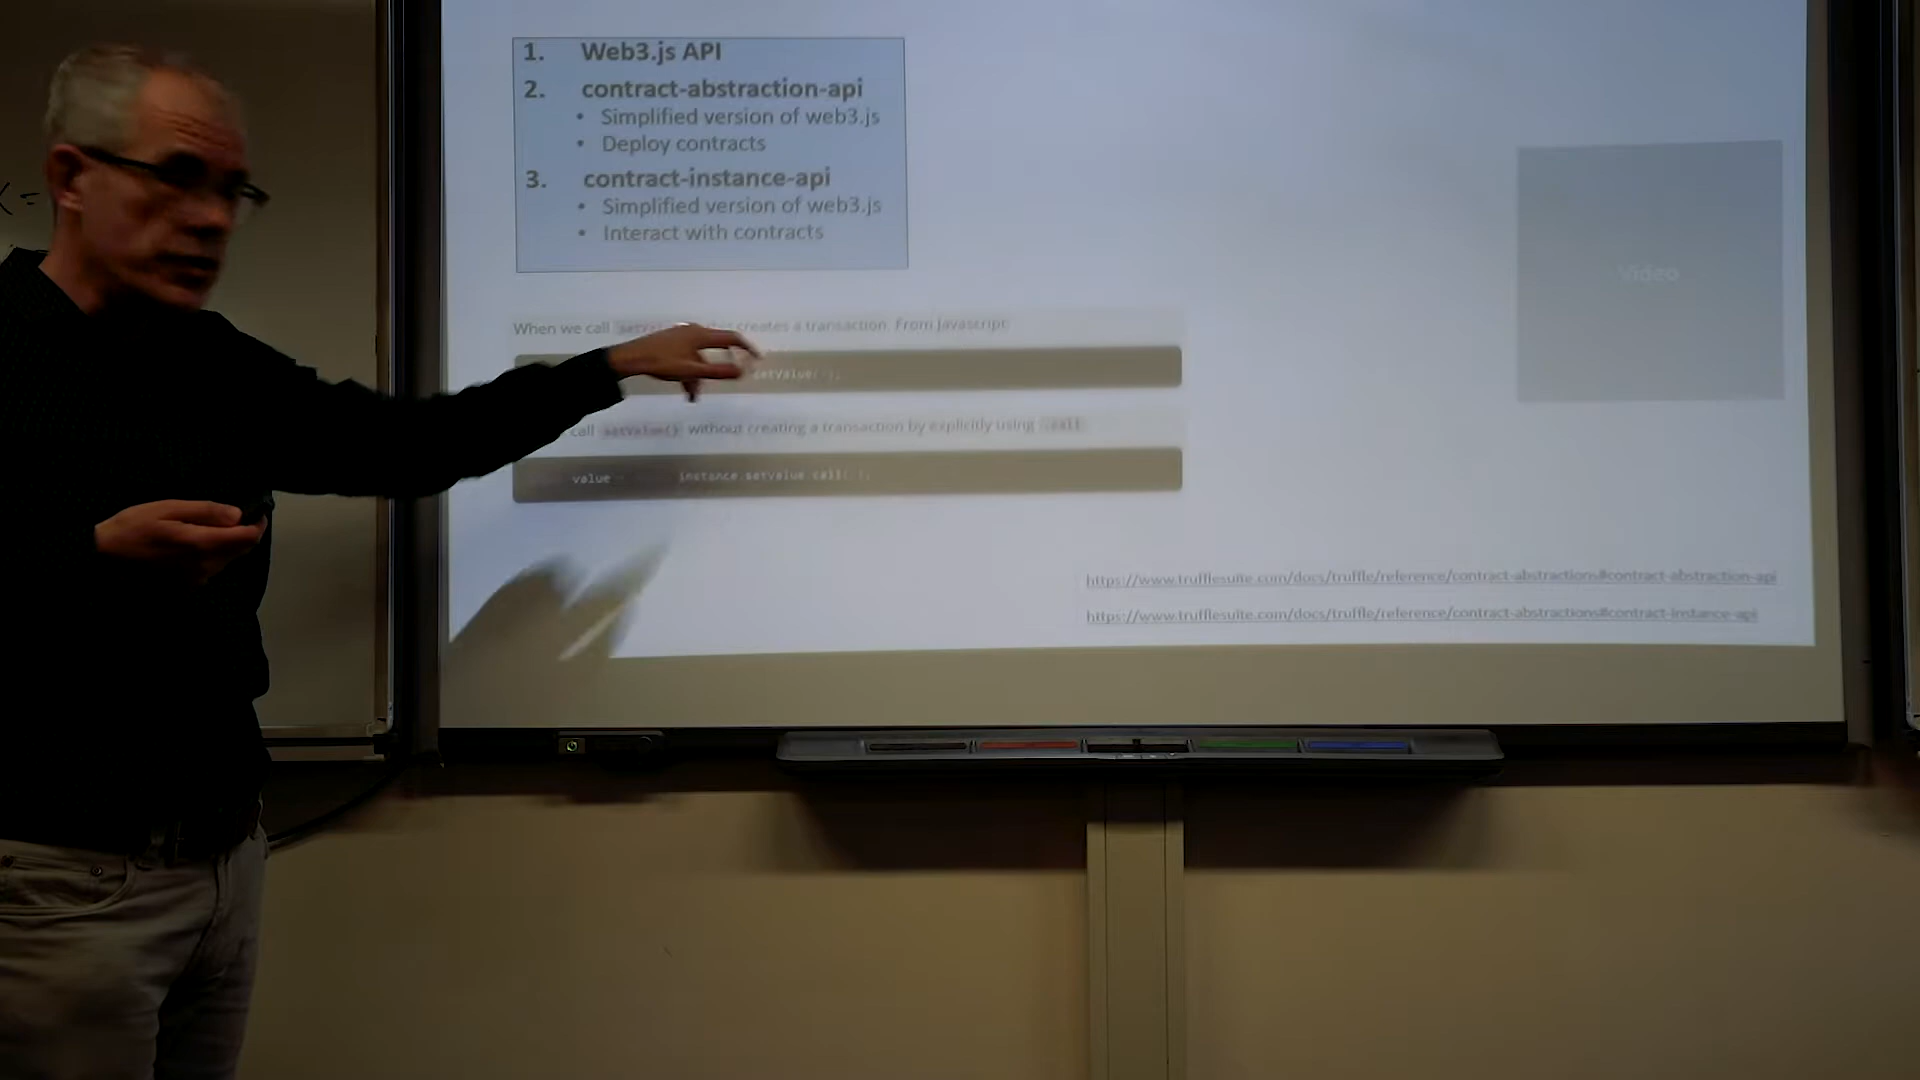 1. Web3.js API
2. contract-abstraction-api
• Simplified version of web3.js
• Deploy contracts
3. contract-instance-api
• Simplified version of web3.js
• Interact with contracts
Video
When we call creates a transaction. From Javascript:
setValue(
call setValue() without creating a transaction by explicitly using .call
value instance.setValue.call(
https://www.trufflesuite.com/docs/truffle/reference/contract-abstractions#contract-abstraction-api
https://www.trufflesuite.com/docs/truffle/reference/contract-abstractions#contract-instance-api
X =